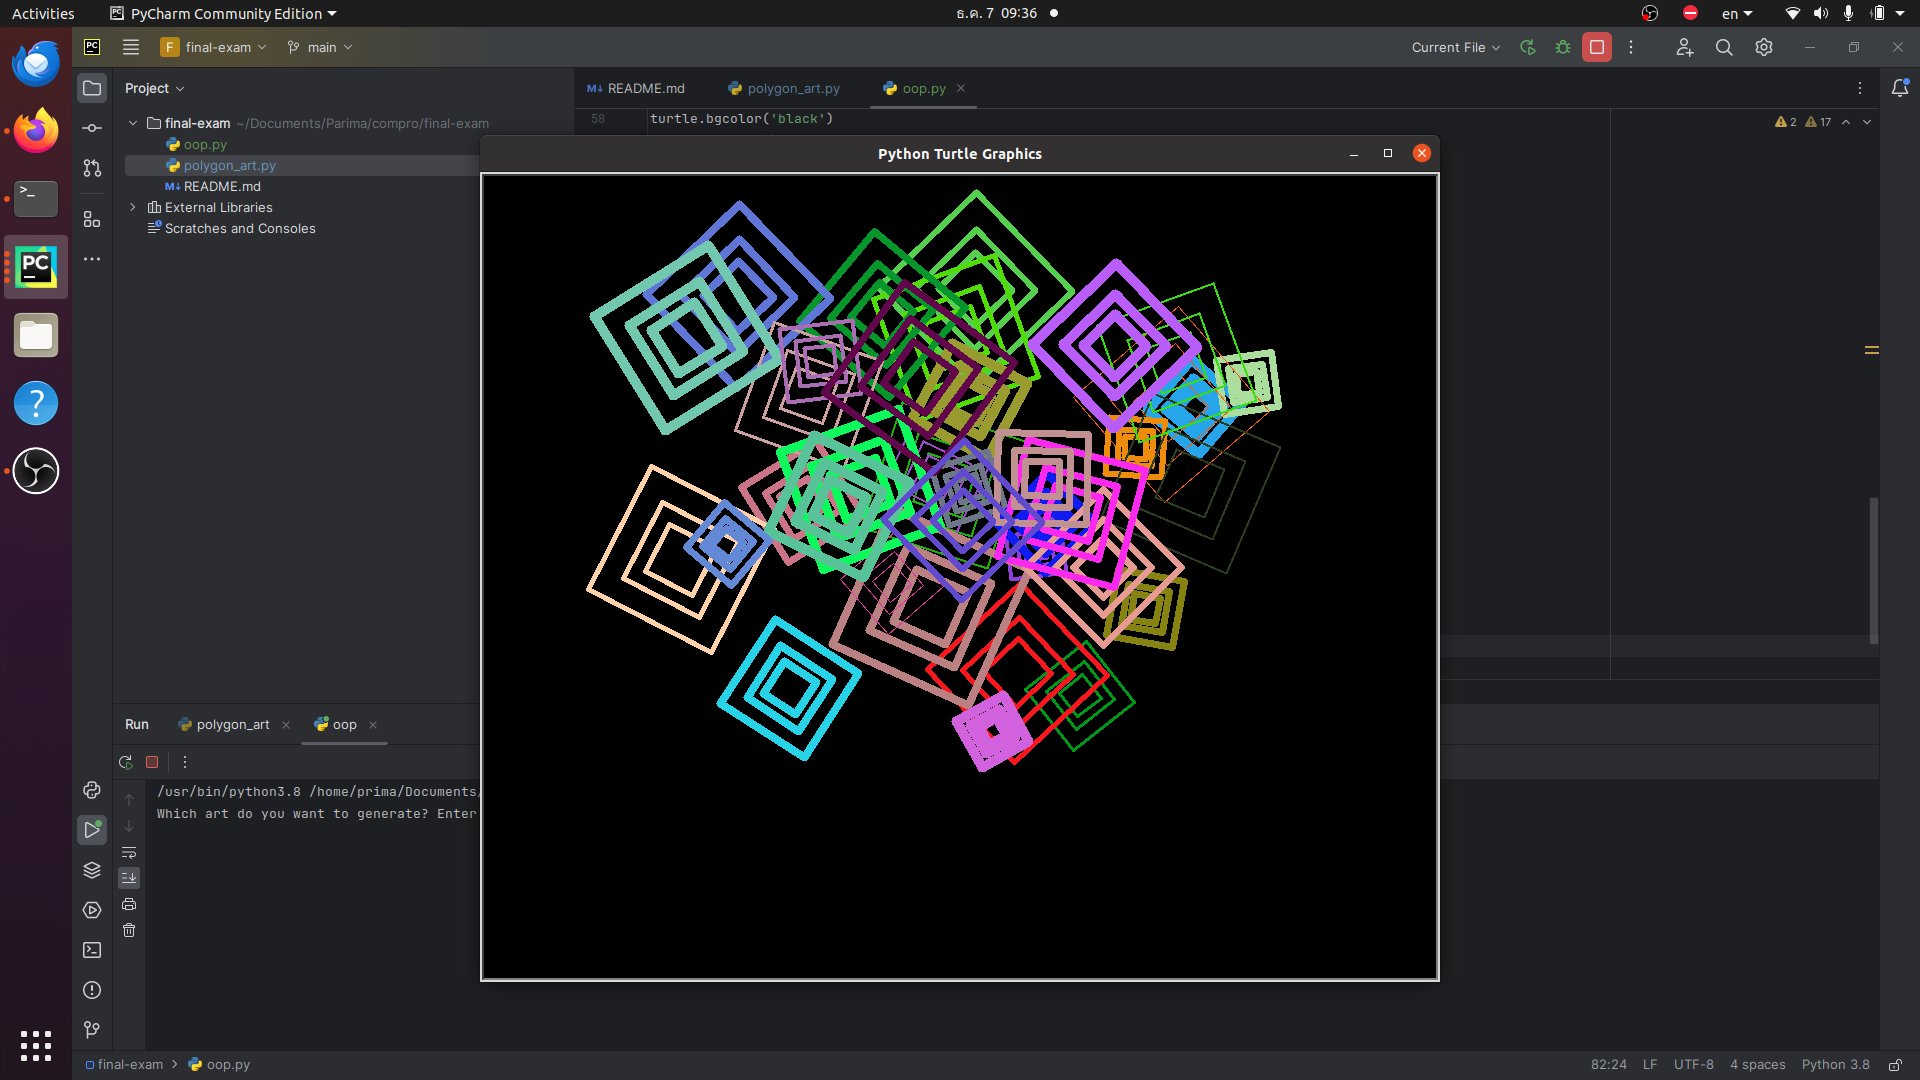 Activities
PyCharm Community Edition
ธ.ค. 7 09:36
en
F final-exam
main
Current File
Project
README.md
polygon_art.py
oop.py
58
turtle.bgcolor('black')
2
17
final-exam ~/Documents/Parima/compro/final-exam
oop.py
polygon_art.py
README.md
External Libraries
Scratches and Consoles
Python Turtle Graphics
Run
polygon_art
oop
/usr/bin/python3.8 /home/prima/Documents/
Which art do you want to generate? Enter
final-exam
oop.py
82:24
LF
UTF-8
4 spaces
Python 3.8